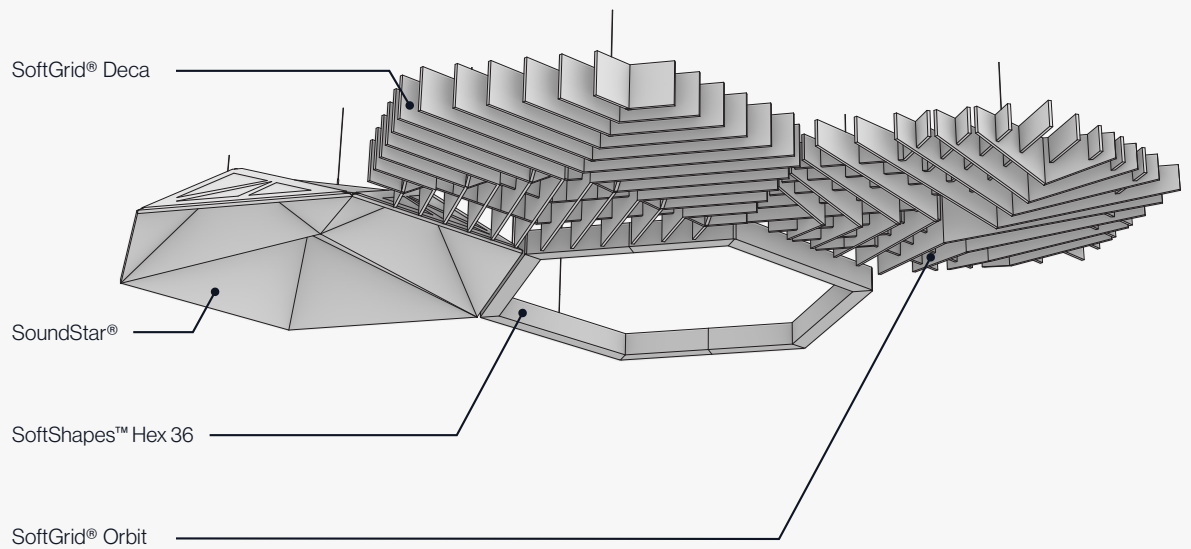 SoftGrid® Deca
SoundStar®
SoftShapes™ Hex 36
SoftGrid® Orbit